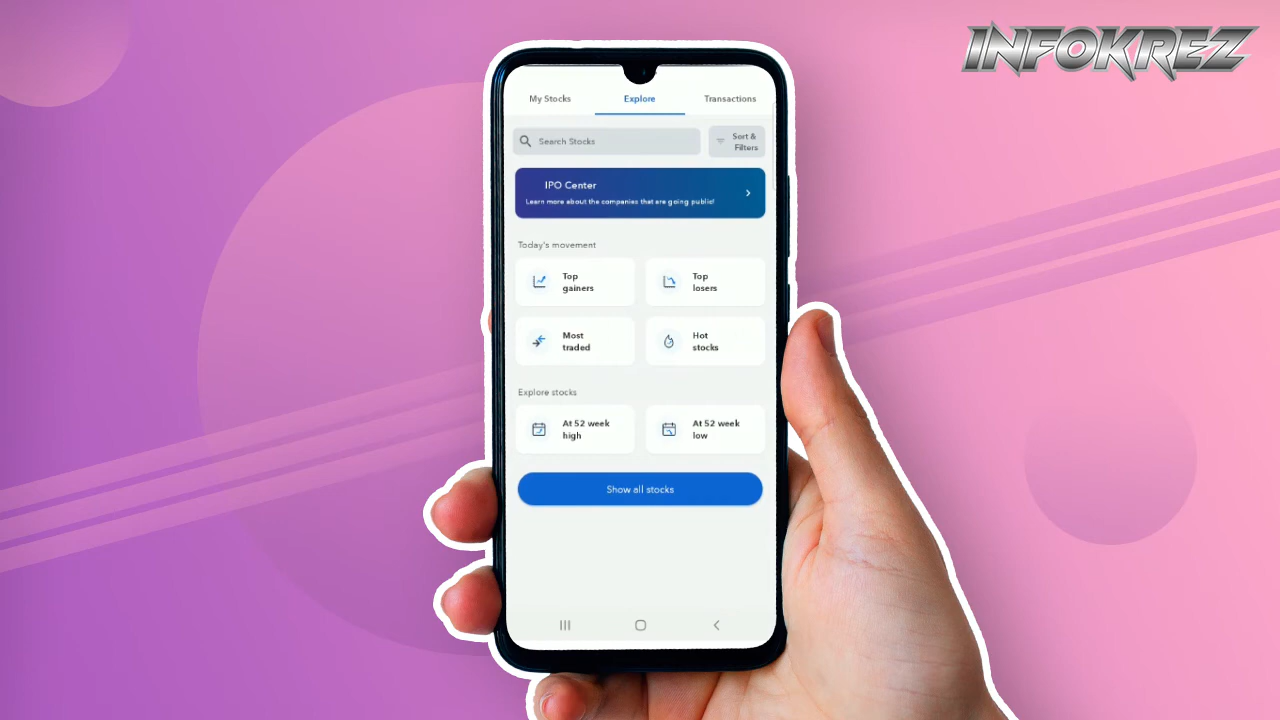 INFOKREZ
My Stocks Explore Transactions
Search Stocks
Sort &
Filters
IPO Center
Learn more about the companies that are going public!
Today's movement
Top
gainers
Top
losers
Most
traded
Hot
stocks
Explore stocks
At 52 week
high
At 52 week
low
Show all stocks